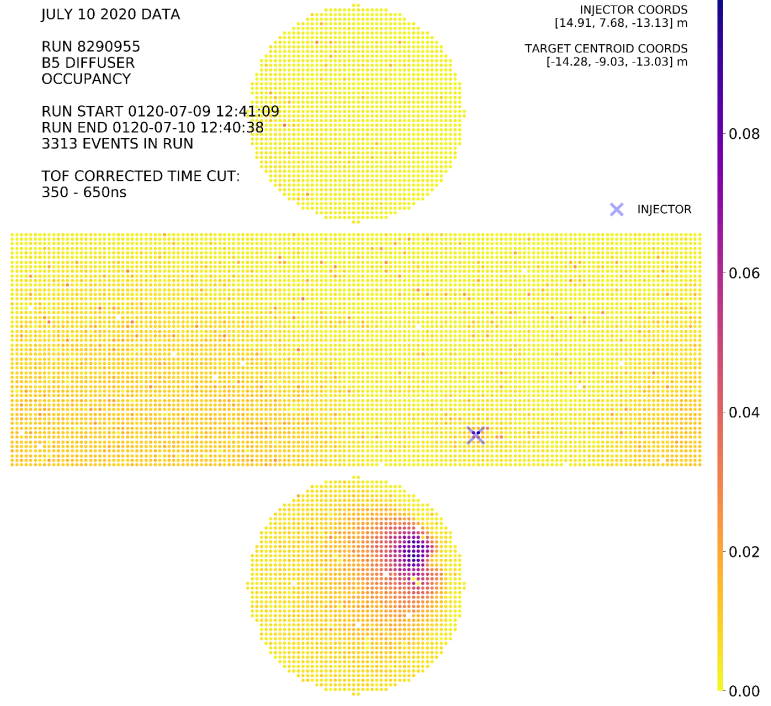 JULY 10 2020 DATA
RUN 8290955
B5 DIFFUSER
OCCUPANCY
RUN START 0120-07-09 12:41:09
RUN END 0120-07-10 12:40:38
3313 EVENTS IN RUN
TOF CORRECTED TIME CUT:
350 - 650ns
INJECTOR COORDS
[14.91, 7.68, -13.13] m
TARGET CENTROID COORDS
[-14.28, -9.03, -13.03] m
INJECTOR
0.08
0.06
0.04
0.02
0.00